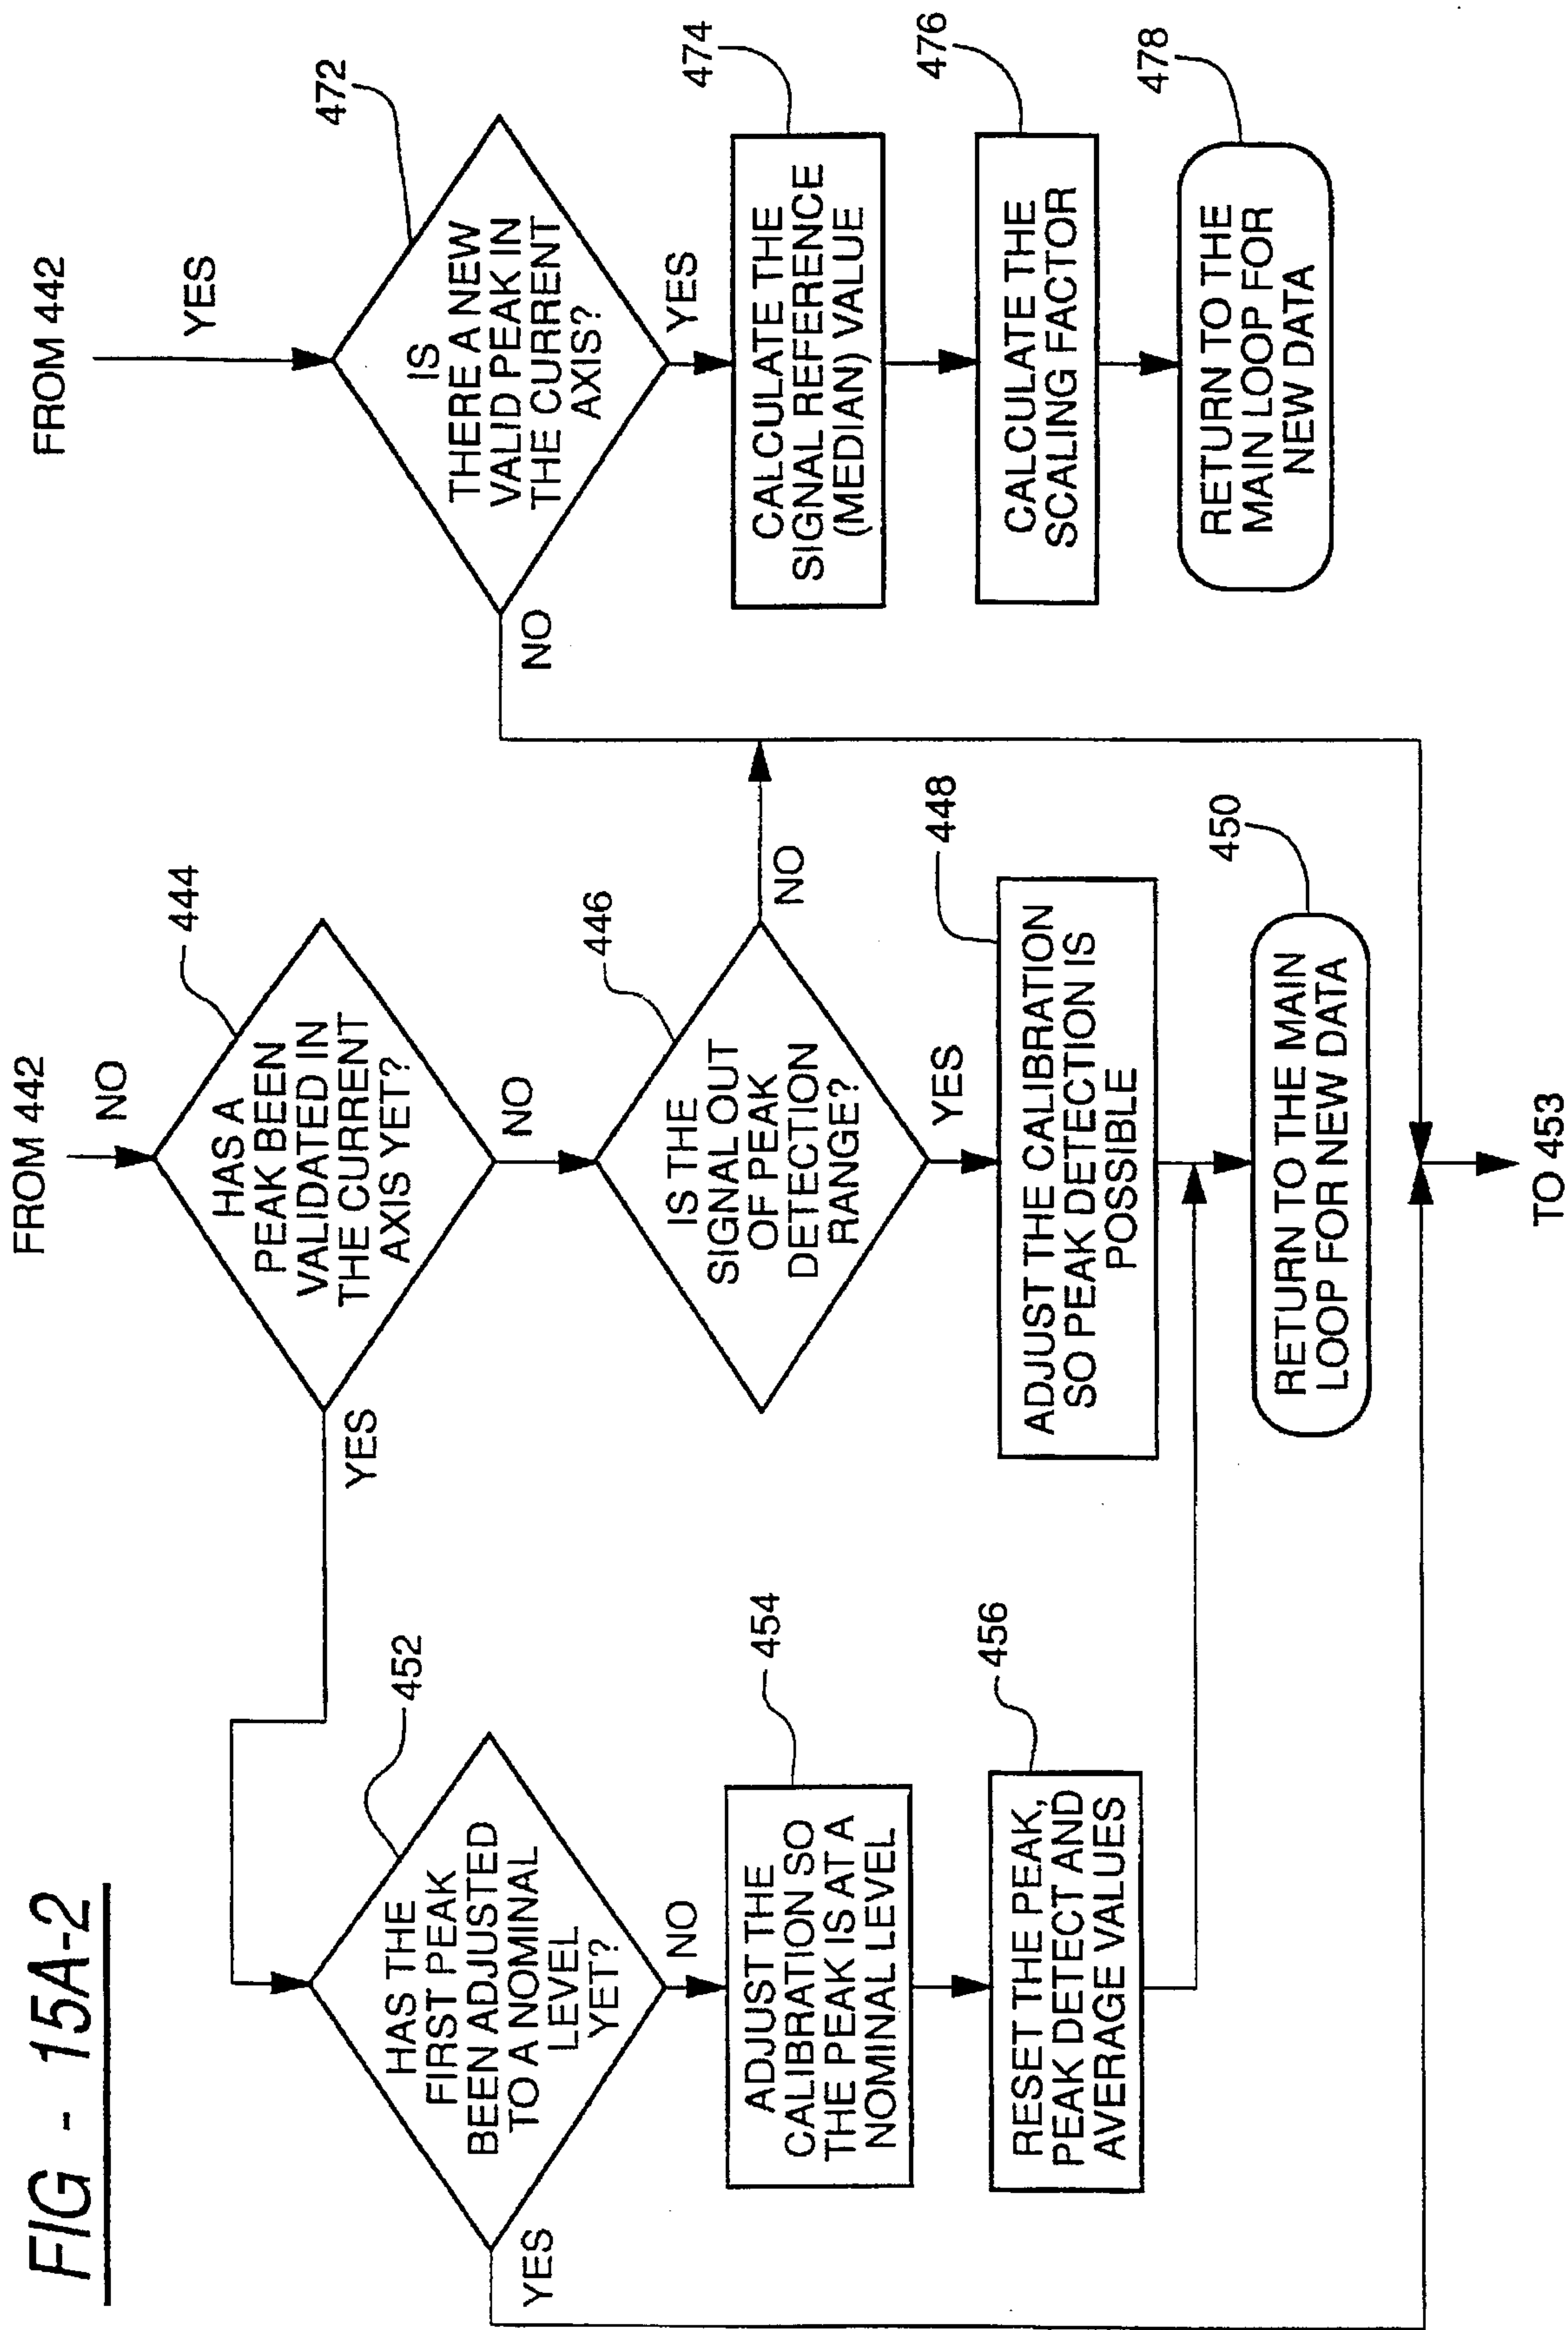 FIG - 15A-2
FROM 442
NO
HAS A
PEAK BEEN
VALIDATED IN
THE CURRENT
AXIS YET?
444
YES
NO
HAS THE
FIRST PEAK
BEEN ADJUSTED
TO A NOMINAL
LEVEL
YET?
452
YES
NO
ADJUST THE
CALIBRATION SO
THE PEAK IS AT A
NOMINAL LEVEL
454
RESET THE PEAK,
PEAK DETECT AND
AVERAGE VALUES
456
IS THE
SIGNAL OUT
OF PEAK
DETECTION
RANGE?
446
NO
YES
ADJUST THE CALIBRATION
SO PEAK DETECTION IS
POSSIBLE
448
RETURN TO THE MAIN
LOOP FOR NEW DATA
450
FROM 442
YES
IS
THERE A NEW
VALID PEAK IN
THE CURRENT
AXIS?
472
NO
YES
CALCULATE THE
SIGNAL REFERENCE
(MEDIAN) VALUE
474
CALCULATE THE
SCALING FACTOR
476
RETURN TO THE
MAIN LOOP FOR
NEW DATA
478
TO 453